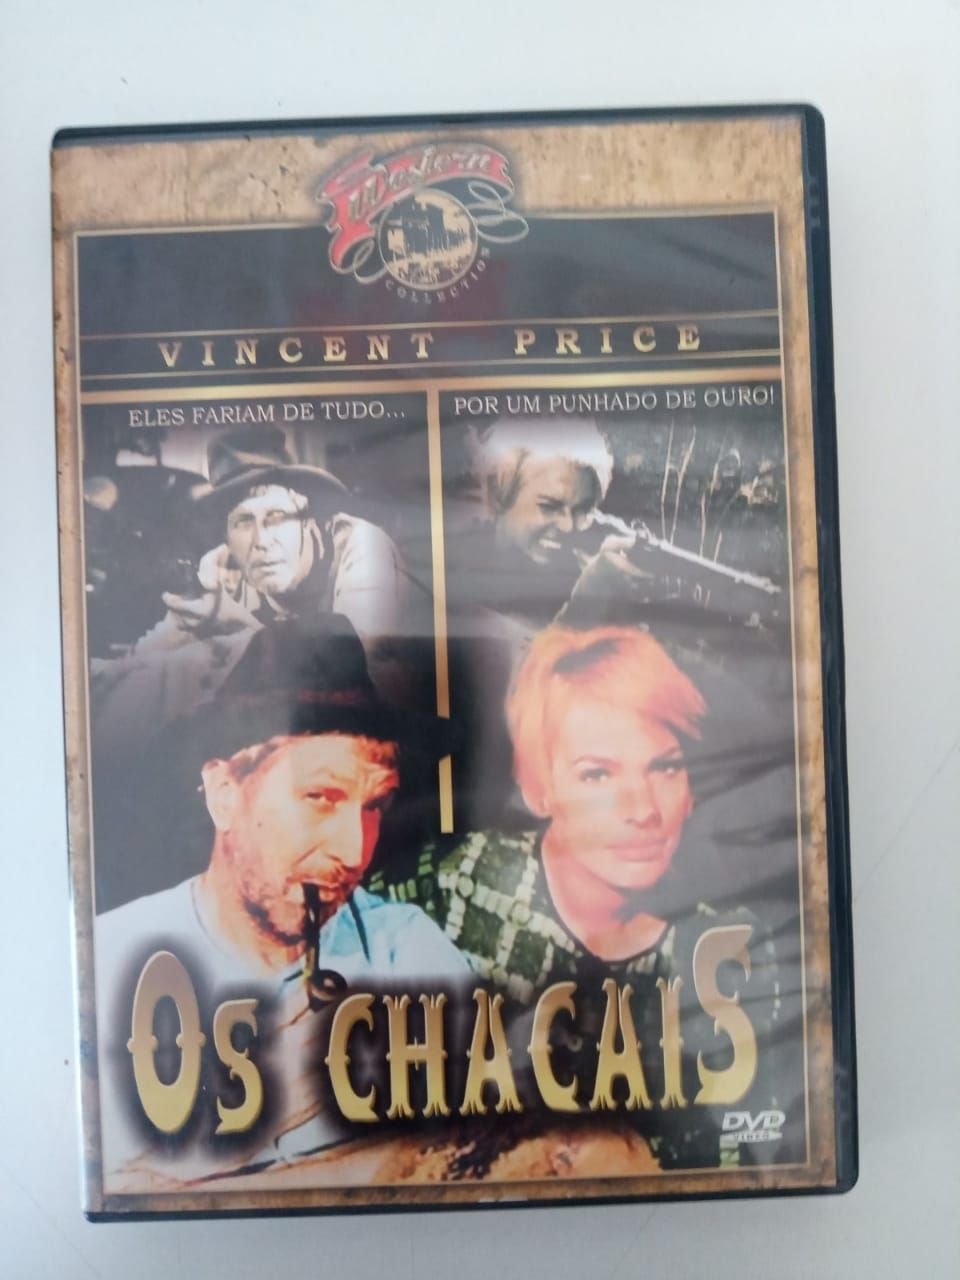 Western
COLLECTION
VINCENT PRICE
ELES FARIAM DE TUDO...
POR UM PUNHADO DE OURO!
OS CHACAIS
DVD
VIDEO